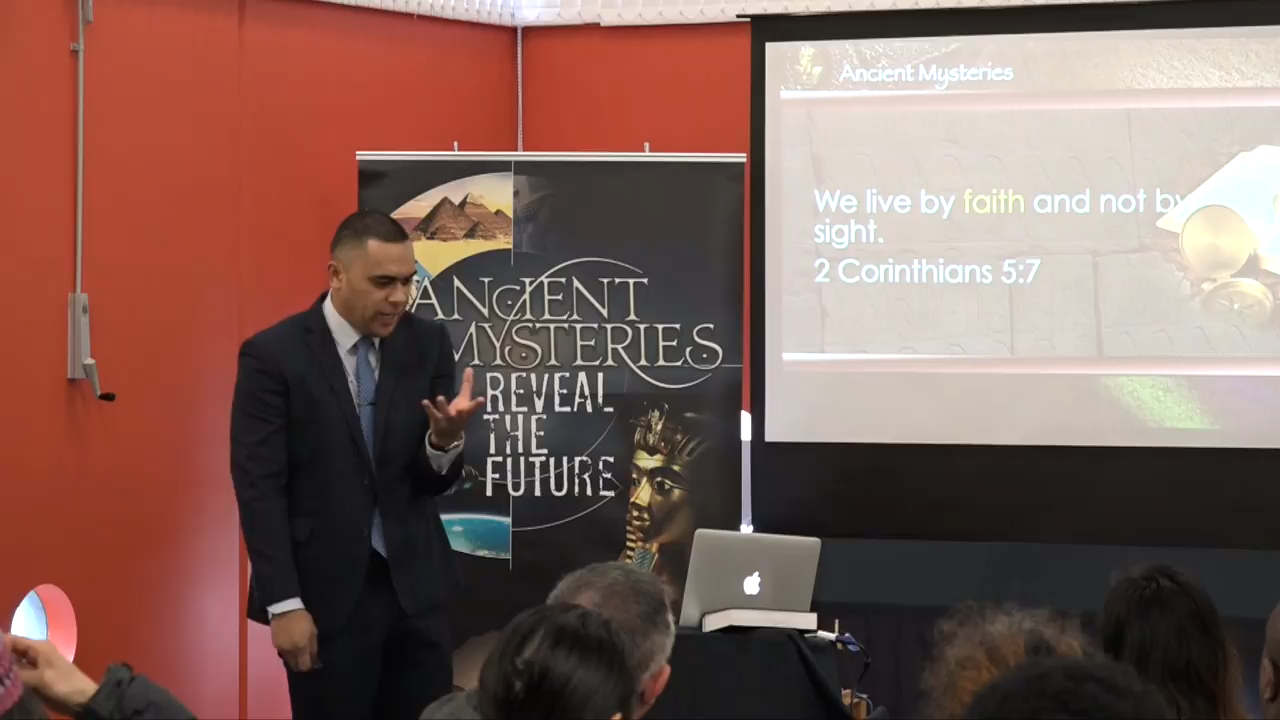 Ancient Mysteries
We live by faith and not by
sight.
2 Corinthians 5:7
ANCIENT
MYSTERIES
REVEAL
THE
FUTURE